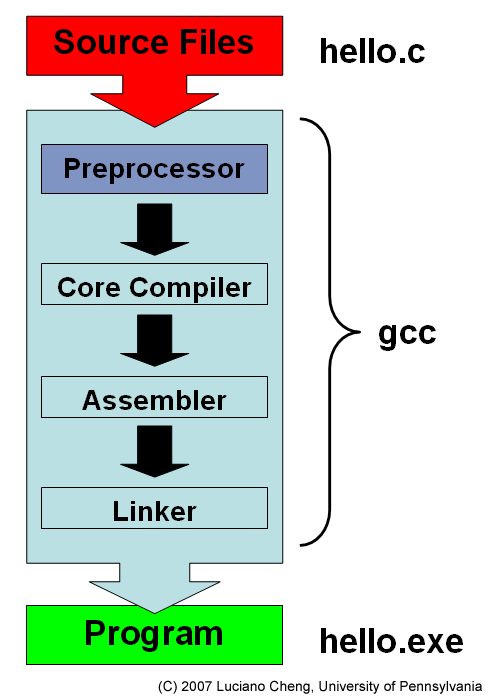 Source Files
hello.c
Preprocessor
Core Compiler
gcc
Assembler
Linker
Program
hello.exe
(C) 2007 Luciano Cheng, University of Pennsylvania